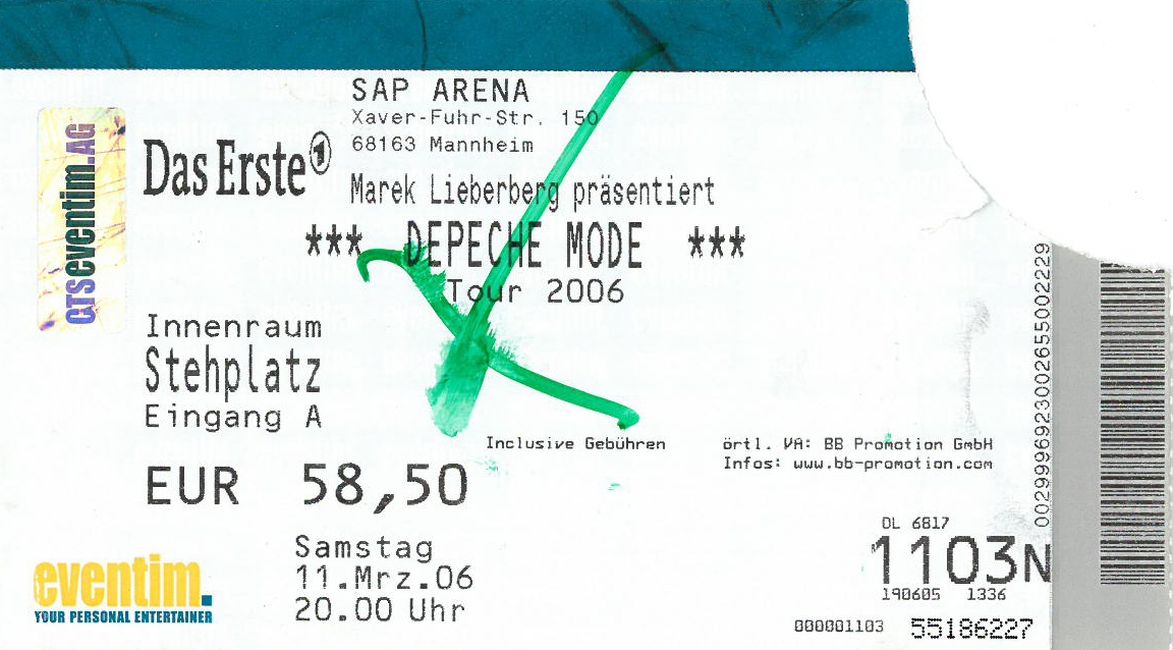 SAP ARENA
Xaver-Fuhr-Str. 150
68163 Mannheim
CTSeventim.AG
Das Erste 1
Marek Lieberberg präsentiert
*** DEPECHE MODE ***
Tour 2006
Innenraum
Stehplatz
Eingang A
Inclusive Gebühren
örtl. VA: BB Promotion GmbH
Infos: www.bb-promotion.com
EUR 58,50
Samstag
11.Mrz.06
20.00 Uhr
eventim.
YOUR PERSONAL ENTERTAINER
DL 6817
1103N
190605 1336
000001103 55186227
0029996923002655002229